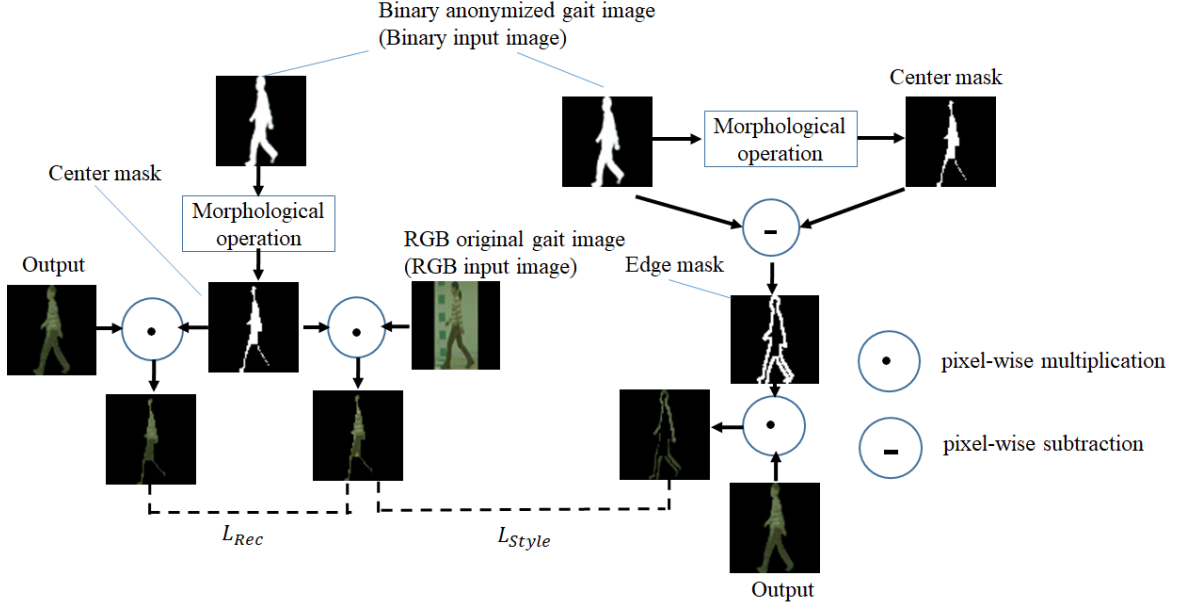 Binary anonymized gait image
(Binary input image)
Center mask
Morphological
operation
Center mask
Morphological
operation
RGB original gait image
(RGB input image)
Output
Edge mask
pixel-wise multiplication
pixel-wise subtraction
L_Rec
L_Style
Output